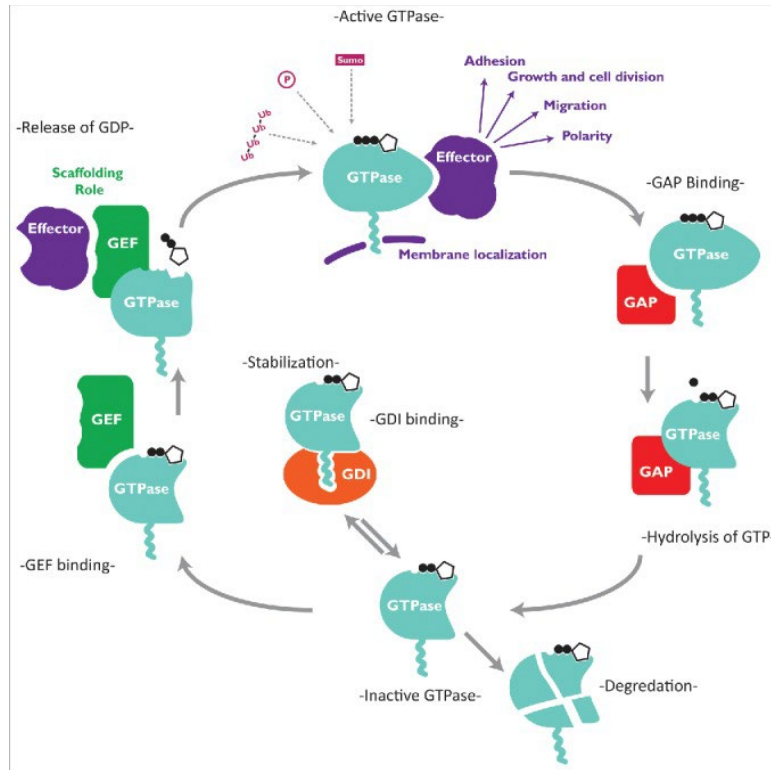 -Active GTPase-
Sumo
P
Ub
Ub
Ub
Ub
Adhesion
Growth and cell division
Migration
Polarity
-Release of GDP-
Scaffolding
Role
Effector
GEF
GTPase
GTPase
Effector
Membrane localization
-GAP Binding-
GTPase
GAP
-Stabilization-
GTPase
-GDI binding-
GDI
GEF
GTPase
-GEF binding-
GTPase
GAP
-Hydrolysis of GTP-
GTPase
-Inactive GTPase-
-Degredation-